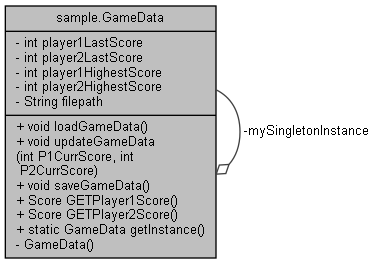 sample.GameData
- int player1LastScore
- int player2LastScore
- int player1HighestScore
- int player2HighestScore
- String filepath
+ void loadGameData()
+ void updateGameData
(int P1CurrScore, int
P2CurrScore)
+ void saveGameData()
+ Score GETPlayer1Score()
+ Score GETPlayer2Score()
+ static GameData getInstance()
- GameData()
-mySingletonInstance